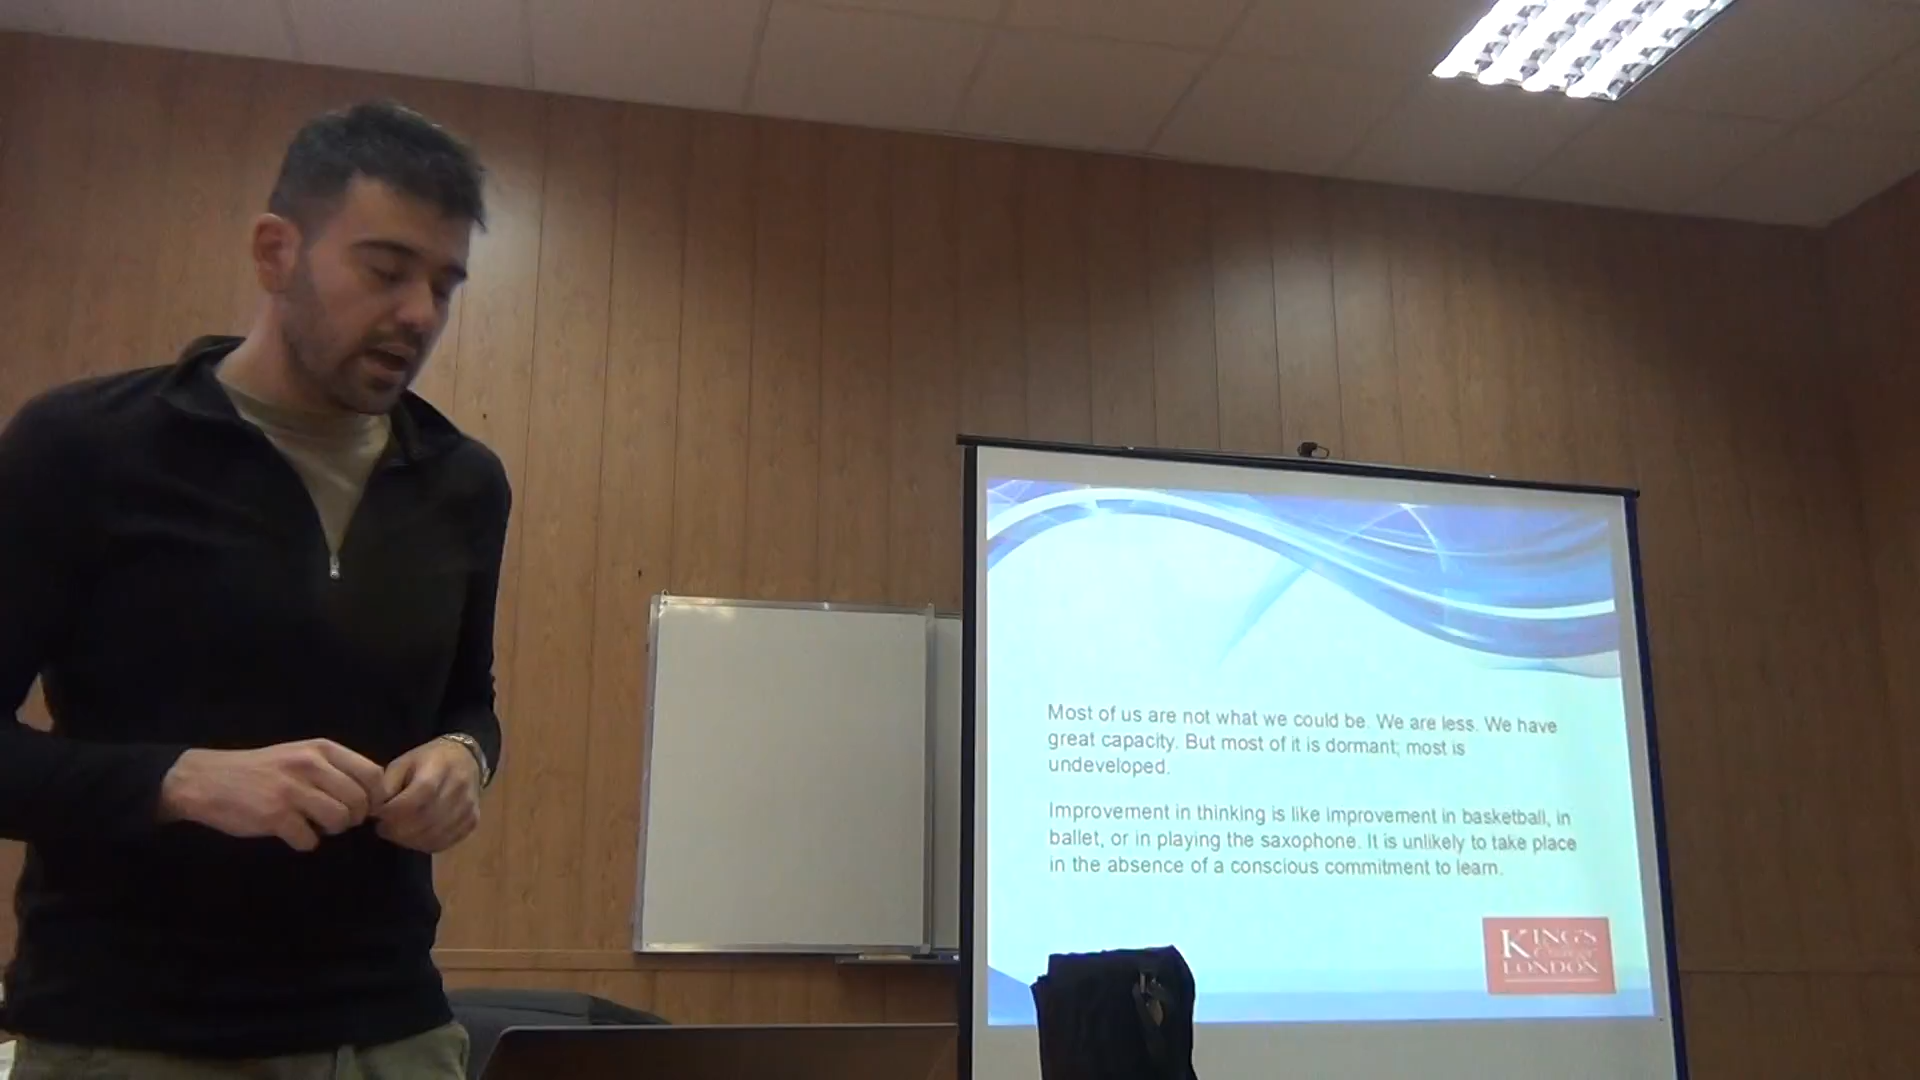 Most of us are not what we could be. We are less. We have
great capacity. But most of it is dormant; most is
undeveloped.
Improvement in thinking is like improvement in basketball, in
ballet, or in playing the saxophone. It is unlikely to take place
in the absence of a conscious commitment to learn.
KING'S
College
LONDON